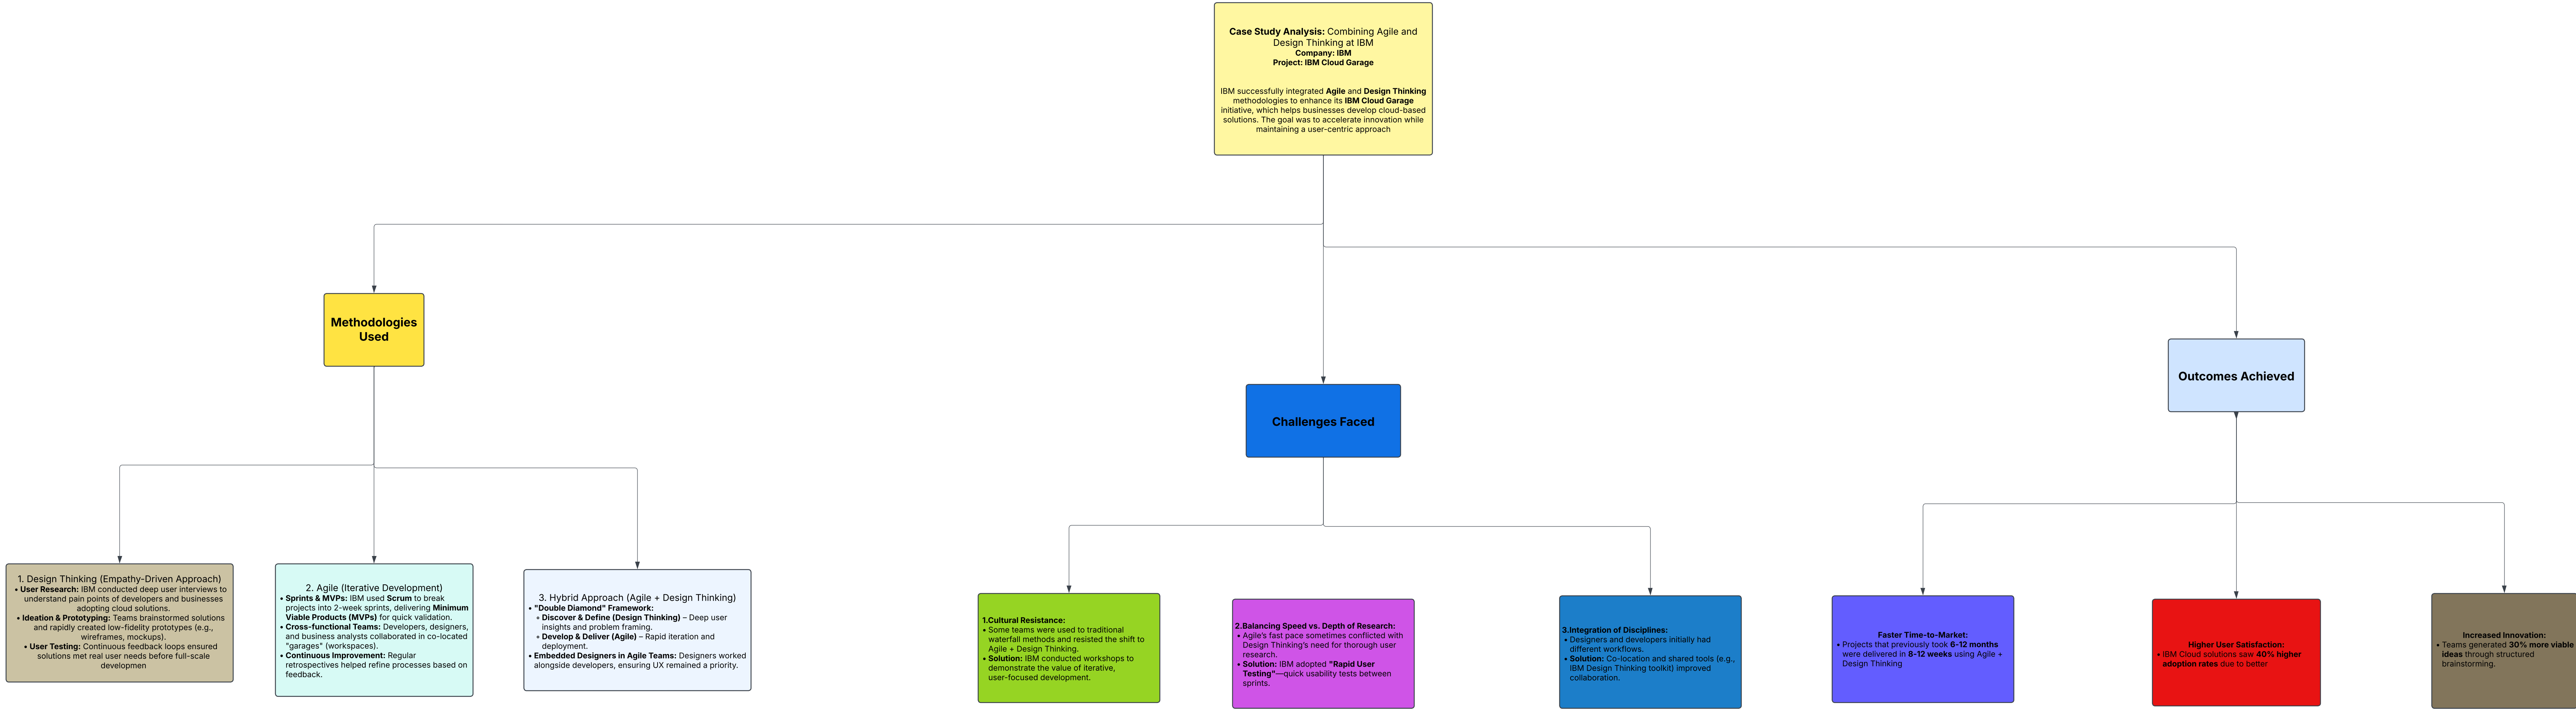 Case Study Analysis: Combining Agile and
Design Thinking at IBM
Company: IBM
Project: IBM Cloud Garage
IBM successfully integrated Agile and Design Thinking
methodologies to enhance its IBM Cloud Garage
initiative, which helps businesses develop cloud-based
solutions. The goal was to accelerate innovation while
maintaining a user-centric approach
Methodologies
Used
Challenges Faced
Outcomes Achieved
1. Design Thinking (Empathy-Driven Approach)
• User Research: IBM conducted deep user interviews to
understand pain points of developers and businesses
adopting cloud solutions.
• Ideation & Prototyping: Teams brainstormed solutions
and rapidly created low-fidelity prototypes (e.g.,
wireframes, mockups).
• User Testing: Continuous feedback loops ensured
solutions met real user needs before full-scale
developmen
2. Agile (Iterative Development)
• Sprints & MVPs: IBM used Scrum to break
projects into 2-week sprints, delivering Minimum
Viable Products (MVPs) for quick validation.
• Cross-functional Teams: Developers, designers,
and business analysts collaborated in co-located
"garages" (workspaces).
• Continuous Improvement: Regular
retrospectives helped refine processes based on
feedback.
3. Hybrid Approach (Agile + Design Thinking)
• "Double Diamond" Framework:
◦ Discover & Define (Design Thinking) – Deep user
insights and problem framing.
◦ Develop & Deliver (Agile) – Rapid iteration and
deployment.
• Embedded Designers in Agile Teams: Designers worked
alongside developers, ensuring UX remained a priority.
1.Cultural Resistance:
• Some teams were used to traditional
waterfall methods and resisted the shift to
Agile + Design Thinking.
• Solution: IBM conducted workshops to
demonstrate the value of iterative,
user-focused development.
2.Balancing Speed vs. Depth of Research:
• Agile's fast pace sometimes conflicted with
Design Thinking's need for thorough user
research.
• Solution: IBM adopted "Rapid User
Testing"—quick usability tests between
sprints.
3.Integration of Disciplines:
• Designers and developers initially had
different workflows.
• Solution: Co-location and shared tools (e.g.,
IBM Design Thinking toolkit) improved
collaboration.
Faster Time-to-Market:
• Projects that previously took 6-12 months
were delivered in 8-12 weeks using Agile +
Design Thinking
Higher User Satisfaction:
• IBM Cloud solutions saw 40% higher
adoption rates due to better
Increased Innovation:
• Teams generated 30% more viable
ideas through structured
brainstorming.